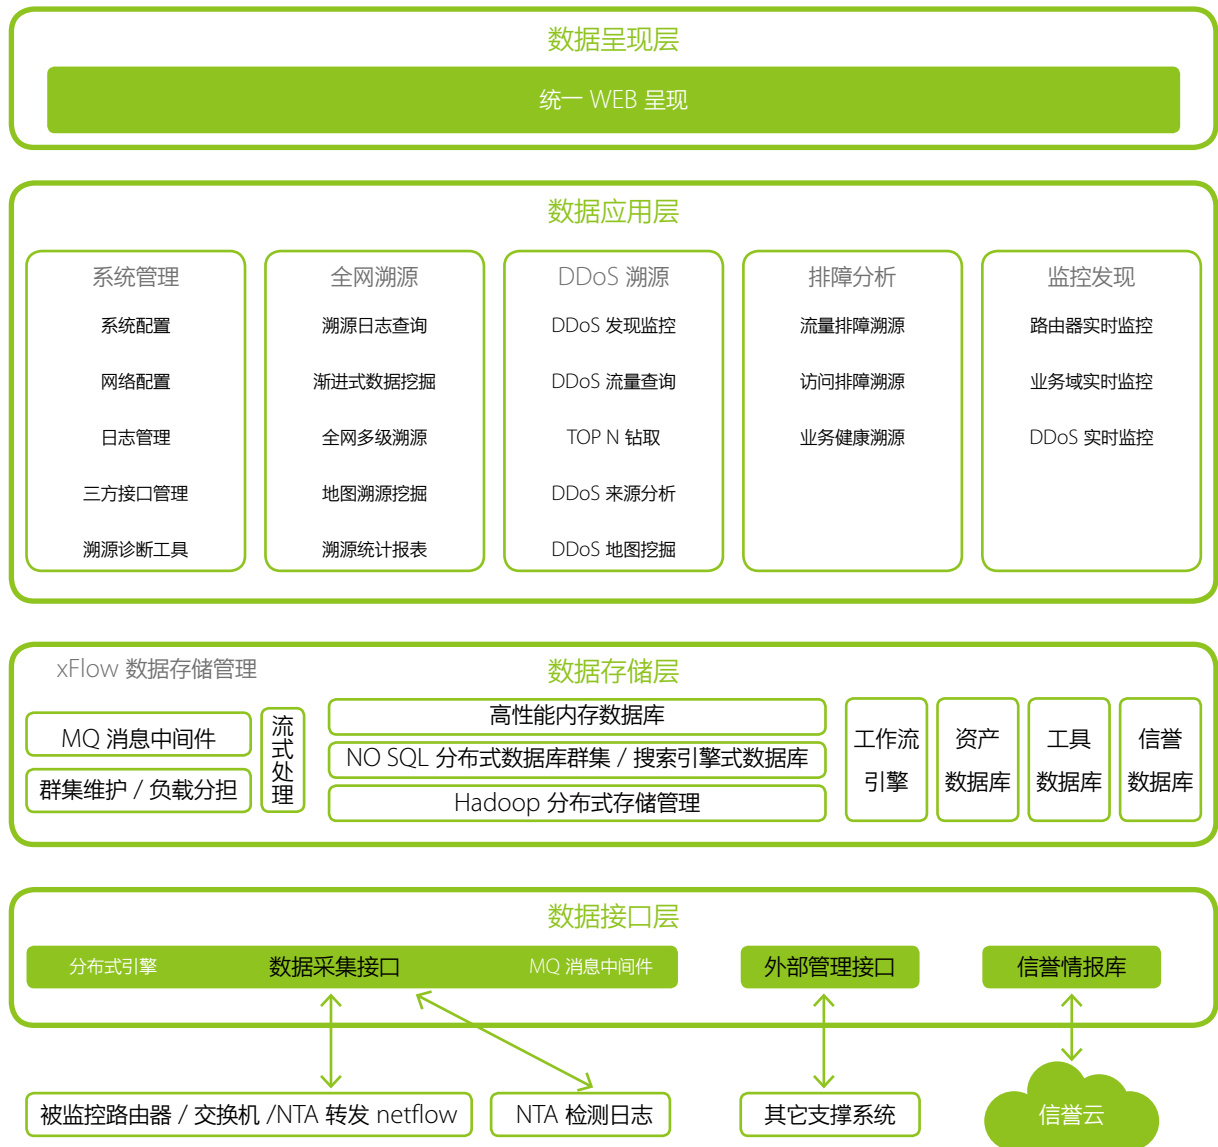 数据呈现层
统一 WEB 呈现
数据应用层
系统管理
系统配置
网络配置
日志管理
三方接口管理
溯源诊断工具
全网溯源
溯源日志查询
渐进式数据挖掘
全网多级溯源
地图溯源挖掘
溯源统计报表
DDoS 溯源
DDoS 发现监控
DDoS 流量查询
TOP N 钻取
DDoS 来源分析
DDoS 地图挖掘
排障分析
流量排障溯源
访问排障溯源
业务健康溯源
监控发现
路由器实时监控
业务域实时监控
DDoS 实时监控
xFlow 数据存储管理
数据存储层
MQ 消息中间件
群集维护 / 负载分担
流式处理
高性能内存数据库
NO SQL 分布式数据库群集 / 搜索引擎式数据库
Hadoop 分布式存储管理
工作流
引擎
资产
数据库
工具
数据库
信誉
数据库
数据接口层
分布式引擎
数据采集接口
MQ 消息中间件
外部管理接口
信誉情报库
被监控路由器 / 交换机 /NTA 转发 netflow
NTA 检测日志
其它支撑系统
信誉云